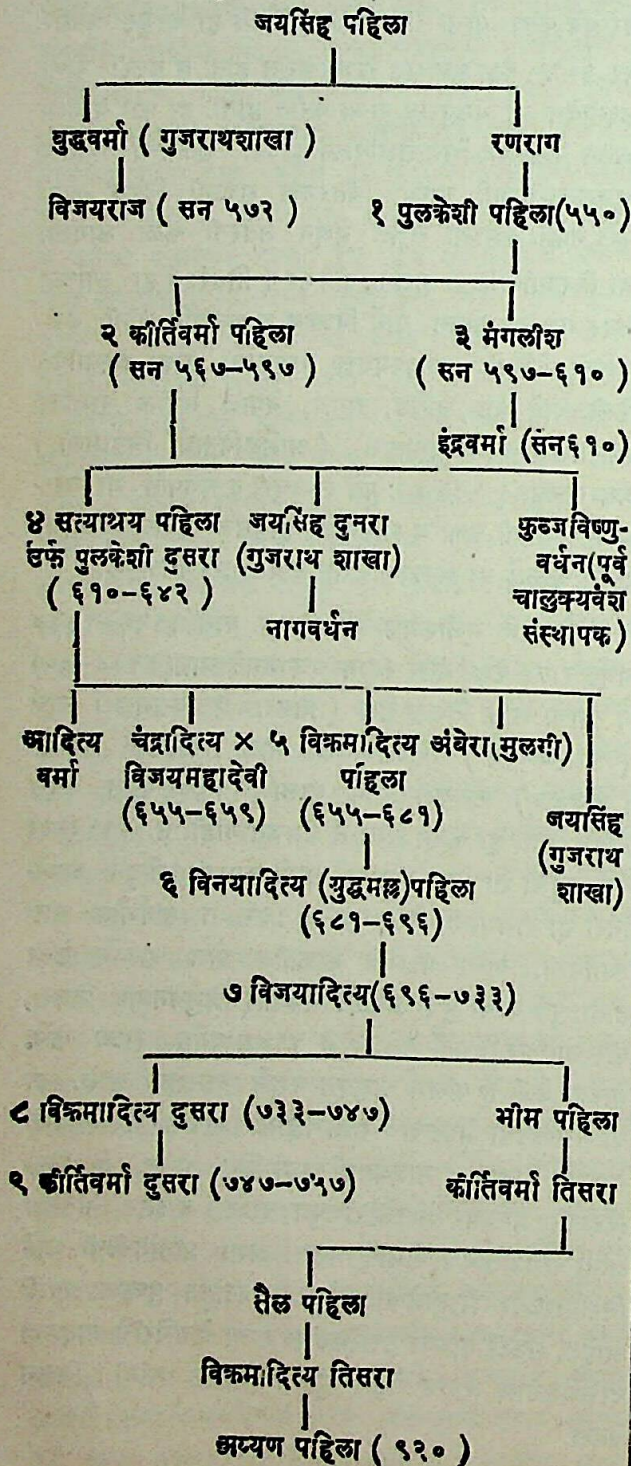 जयसिंह पहिला
बुद्धवर्मा ( गुजराथशाखा ) रणराग
विजयराज ( सन ५७२ ) १ पुलकेशी पहिला(५५०)
२ कीर्तिवर्मा पहिला ३ मंगलीश
( सन ५६७–५९७ ) ( सन ५९७–६१० )
इंद्रवर्मा (सन६१०)
४ सत्याश्रय पहिला जयसिंह दुसरा कुब्जविष्णु-
उर्फ पुलकेशी दुसरा (गुजराथ शाखा) वर्धन(पूर्व
( ६१०–६४२ ) चालुक्यवंश
नागवर्धन संस्थापक)
आदित्य चंद्रादित्य × ५ विक्रमादित्य अंबेरा(मुलगी)
वर्मा विजयमहादेवी पहिला
(६५५–६५९) (६५५–६८१) जयसिंह
(गुजराथ
६ विनयादित्य (युद्धमल्ल)पहिला शाखा)
(६८१–६९६)
७ विजयादित्य(६९६–७३३)
८ विक्रमादित्य दुसरा (७३३–७४७) भीम पहिला
९ कीर्तिवर्मा दुसरा (७४७–७५७) कीर्तिवर्मा तिसरा
तैल पहिला
विक्रमादित्य तिसरा
अय्यण पहिला ( ९२० )